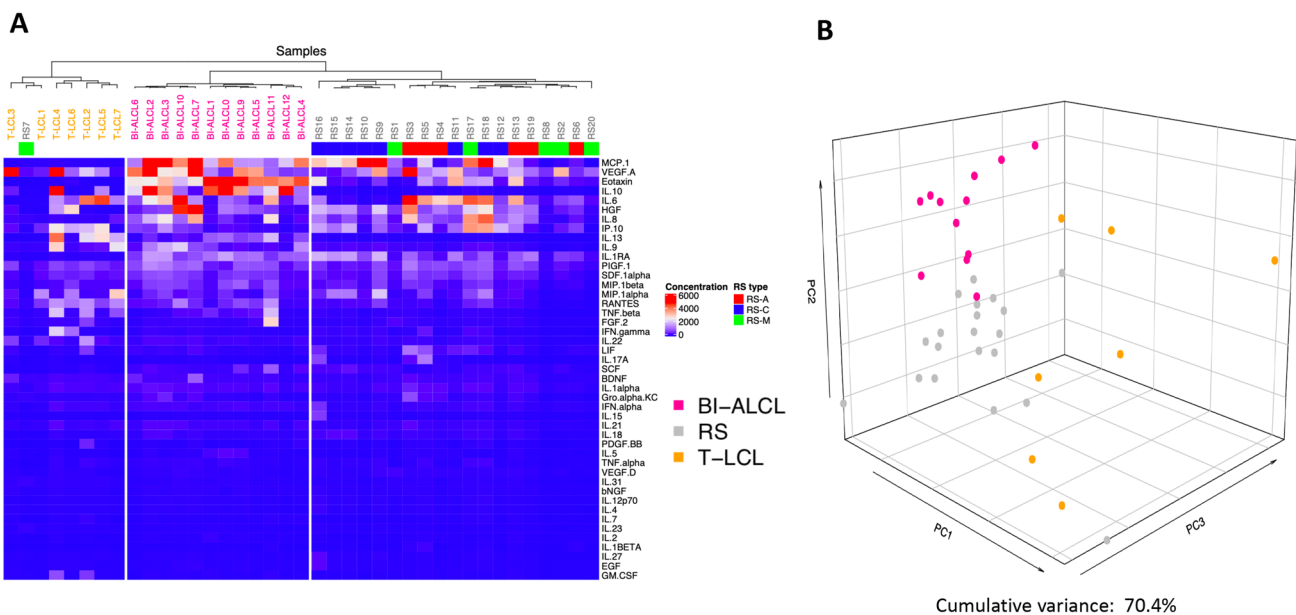 A
B
Samples
T-LCL3
RS7
T-LCL1
T-LCL4
T-LCL6
T-LCL2
T-LCL5
T-LCL7
BI-ALCL6
BI-ALCL2
BI-ALCL3
BI-ALCL10
BI-ALCL7
BI-ALCL1
BI-ALCL0
BI-ALCL9
BI-ALCL5
BI-ALCL11
BI-ALCL12
BI-ALCL4
RS16
RS15
RS14
RS10
RS9
RS1
RS3
RS5
RS4
RS11
RS17
RS18
RS12
RS13
RS19
RS8
RS2
RS6
RS20
MCP.1
VEGF.A
Eotaxin
IL.10
IL.6
HGF
IL.8
IP.10
IL.13
IL.9
IL.1RA
PIGF.1
SDF.1alpha
MIP.1beta
MIP.1alpha
RANTES
TNF.beta
FGF.2
IFN.gamma
IL.22
LIF
IL.17A
SCF
BDNF
IL.1alpha
Gro.alpha.KC
IFN.alpha
IL.15
IL.21
IL.18
PDGF.BB
IL.5
TNF.alpha
VEGF.D
IL.31
bNGF
IL.12p70
IL.4
IL.7
IL.23
IL.2
IL.1BETA
IL.27
EGF
GM.CSF
Concentration
6000
4000
2000
0
RS type
RS-A
RS-C
RS-M
BI-ALCL
RS
T-LCL
PC2
PC1
PC3
Cumulative variance: 70.4%